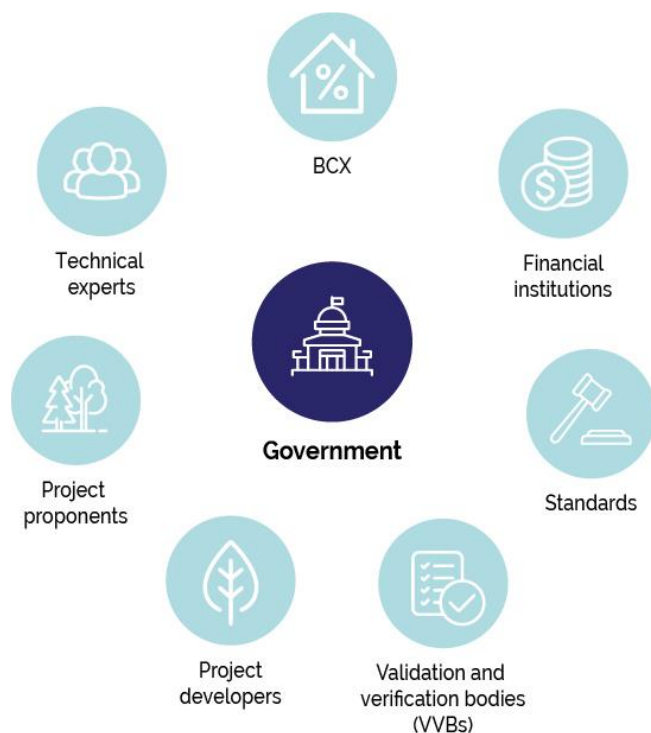 BCX
Technical
experts
Financial
institutions
Government
Project
proponents
Standards
Project
developers
Validation and
verification bodies
(VVBs)